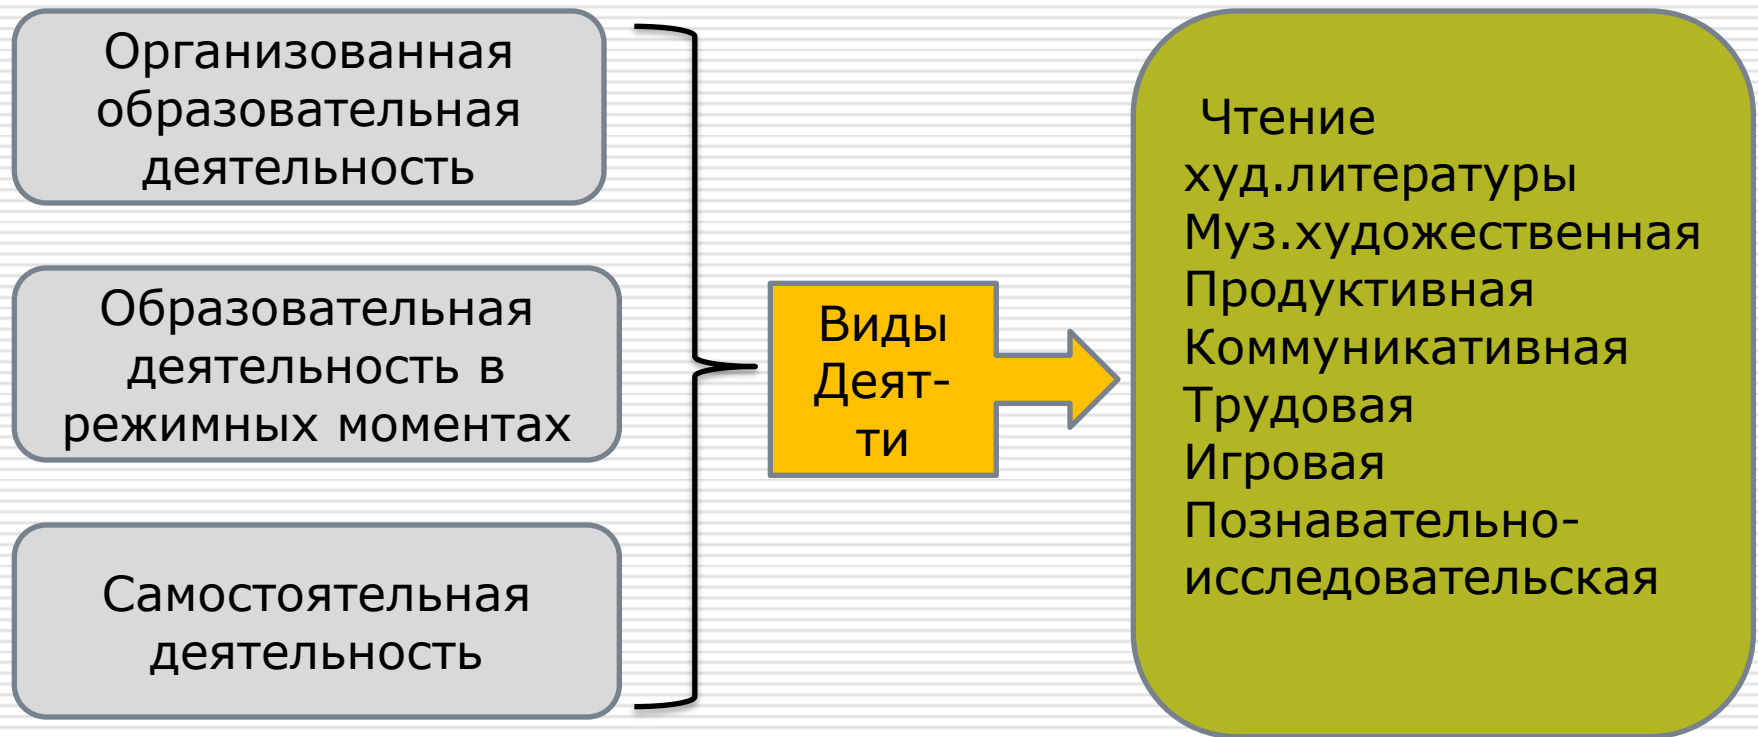 Организованная
образовательная
деятельность
Образовательная
деятельность в
режимных моментах
Самостоятельная
деятельность
Виды
Деят-
ти
Чтение
худ.литературы
Муз.художественная
Продуктивная
Коммуникативная
Трудовая
Игровая
Познавательно-
исследовательская